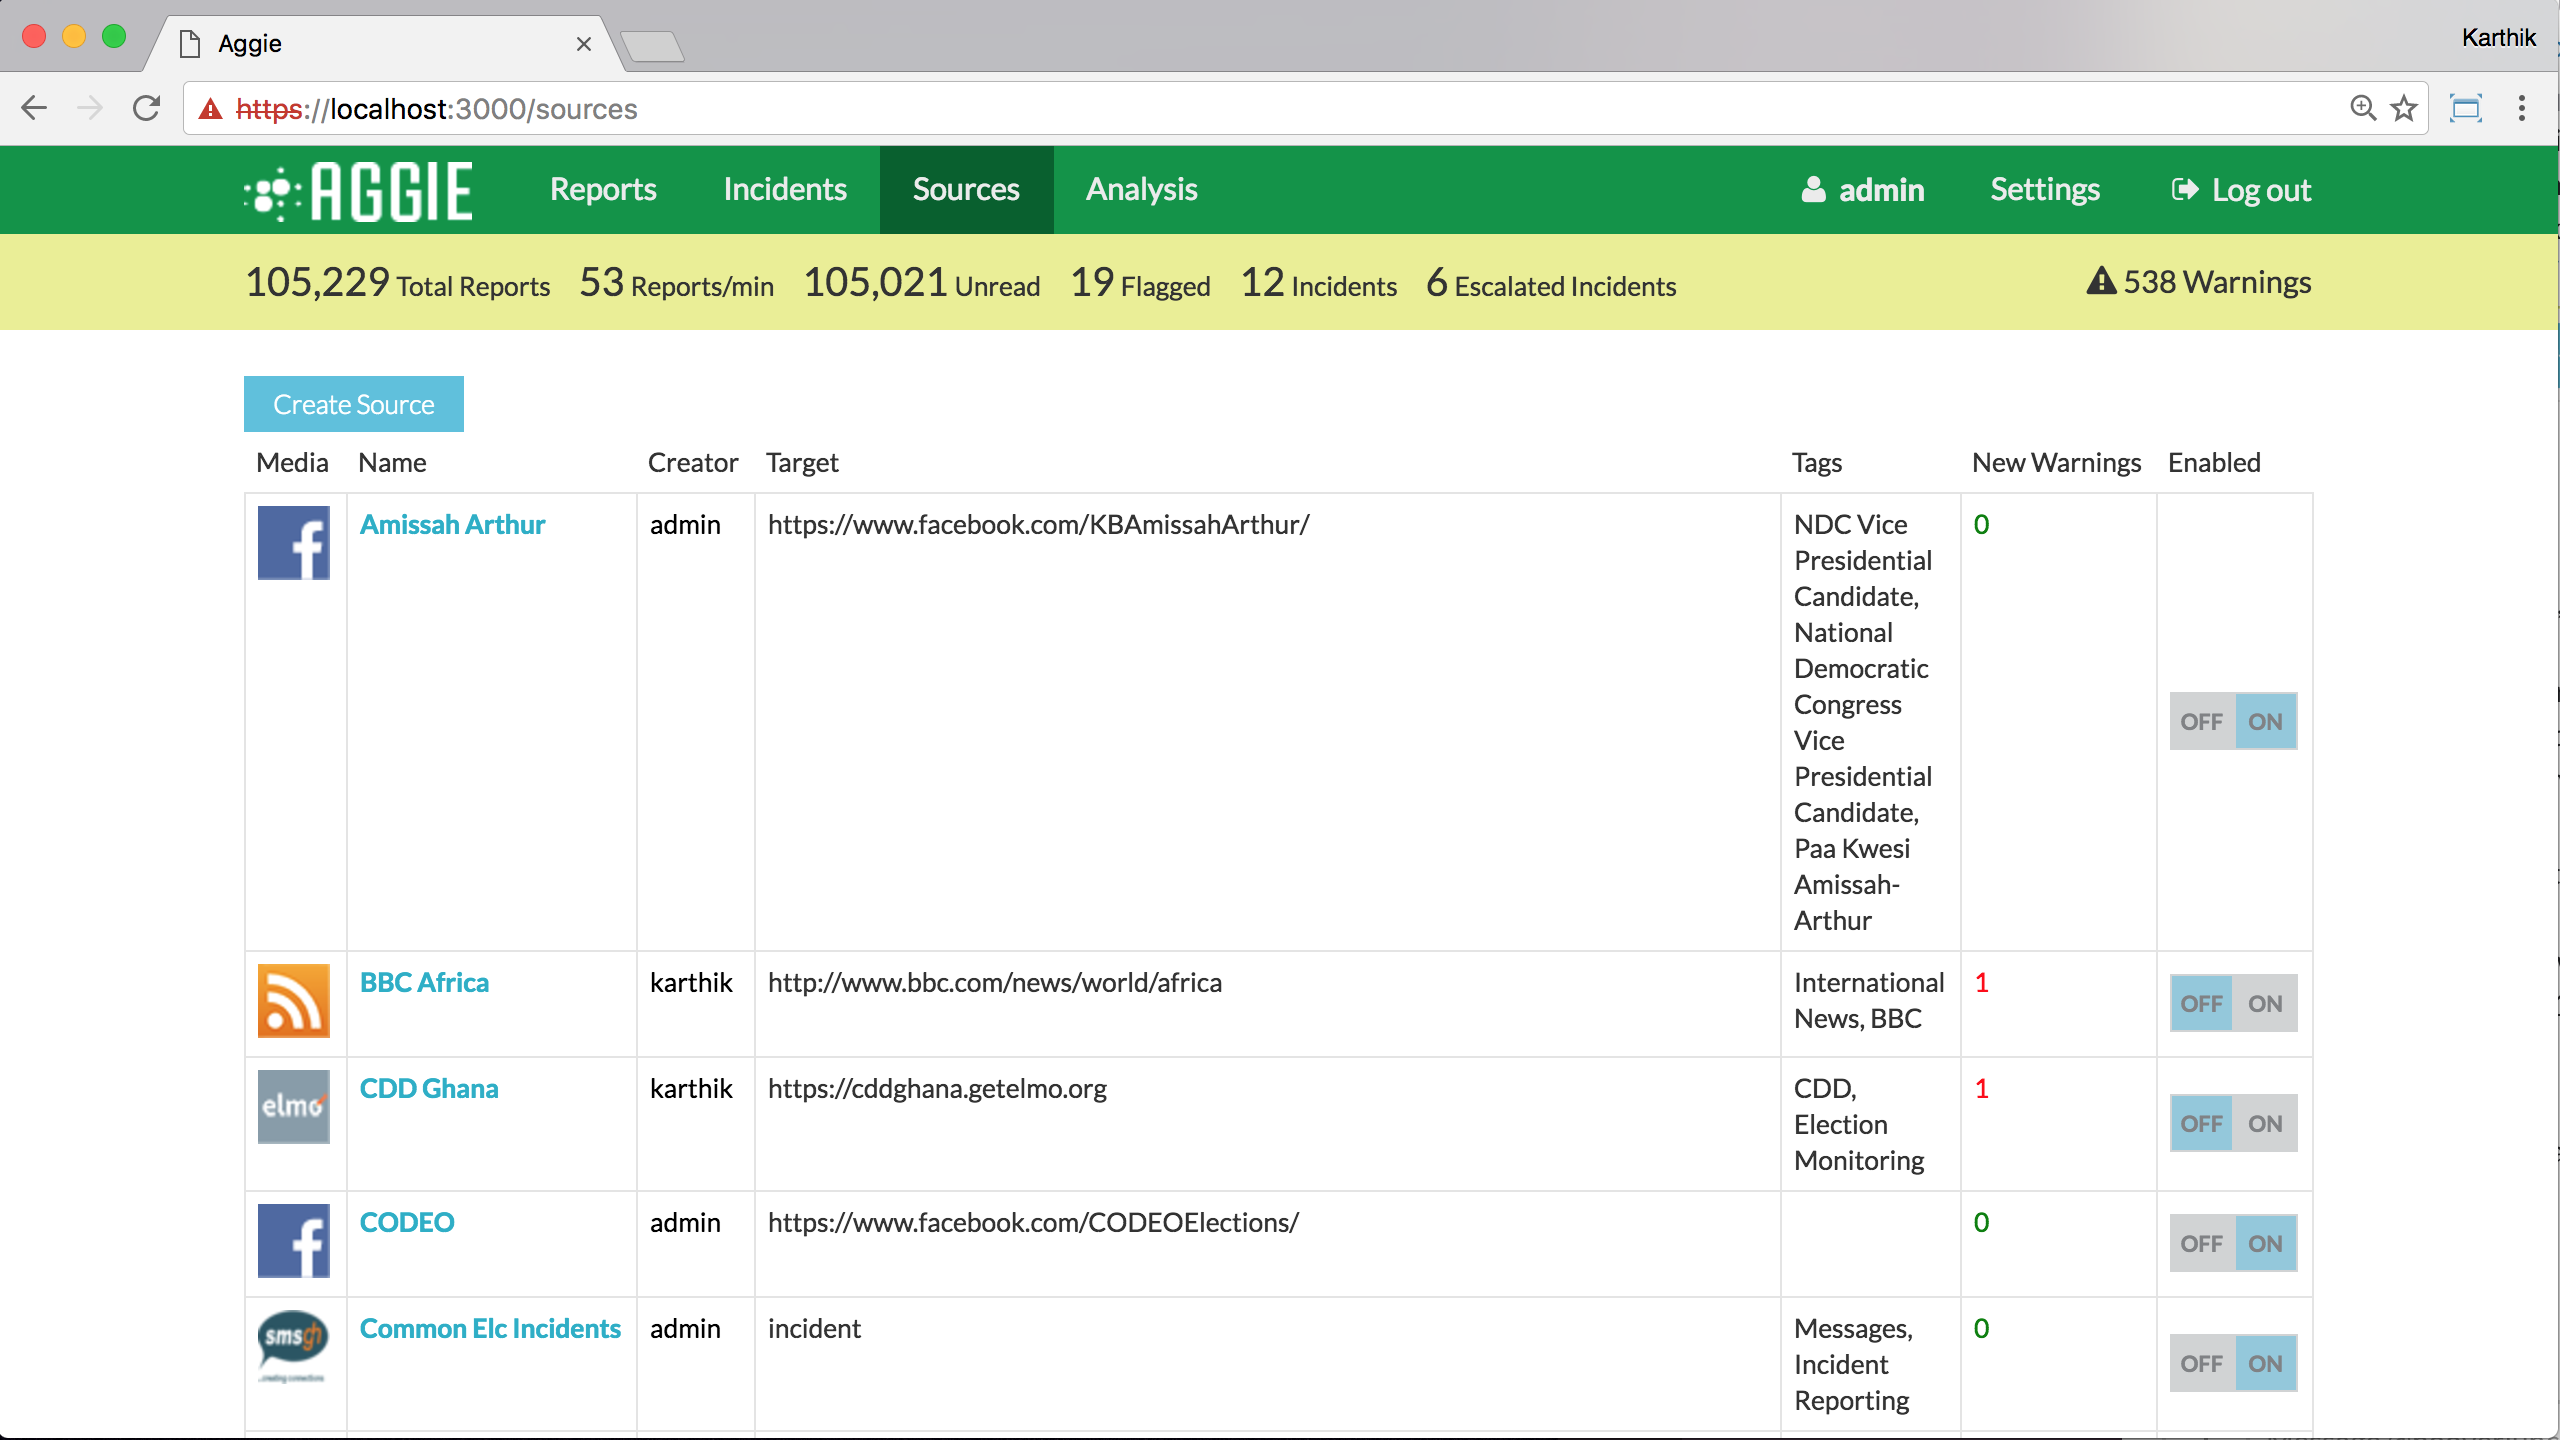 Aggie
Karthik
https://localhost:3000/sources
AGGIE Reports Incidents Sources Analysis admin Settings Log out
105,229 Total Reports 53 Reports/min 105,021 Unread 19 Flagged 12 Incidents 6 Escalated Incidents 538 Warnings
Create Source
Media Name Creator Target Tags New Warnings Enabled
Amissah Arthur admin https://www.facebook.com/KBAmissahArthur/ NDC Vice 0
Presidential
Candidate,
National
Democratic
Congress
OFF ON
Vice
Presidential
Candidate,
Paa Kwesi
Amissah-
Arthur
BBC Africa karthik http://www.bbc.com/news/world/africa International 1
News, BBC
OFF ON
elmo CDD Ghana karthik https://cddghana.getelmo.org CDD, 1
Election
Monitoring
OFF ON
CODEO admin https://www.facebook.com/CODEOElections/ 0
OFF ON
smsgh Common Elc Incidents admin incident Messages, 0
Incident
Reporting
OFF ON